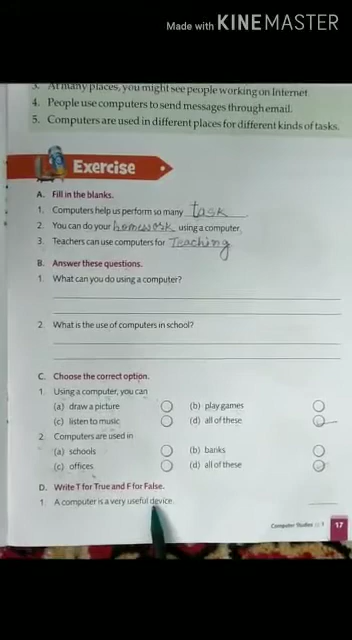 Made with KINEMASTER
3. At many places, you might see people working on Internet.
4. People use computers to send messages through email.
5. Computers are used in different places for different kinds of tasks.
Exercise
A. Fill in the blanks.
1. Computers help us perform so many task
2. You can do your homework using a computer.
3. Teachers can use computers for Teaching
B. Answer these questions.
1. What can you do using a computer?
2. What is the use of computers in school?
C. Choose the correct option.
1. Using a computer, you can
(a) draw a picture (b) play games
(c) listen to music (d) all of these
2. Computers are used in
(a) schools (b) banks
(c) offices (d) all of these
D. Write T for True and F for False.
1. A computer is a very useful device.
Computer Studies 17